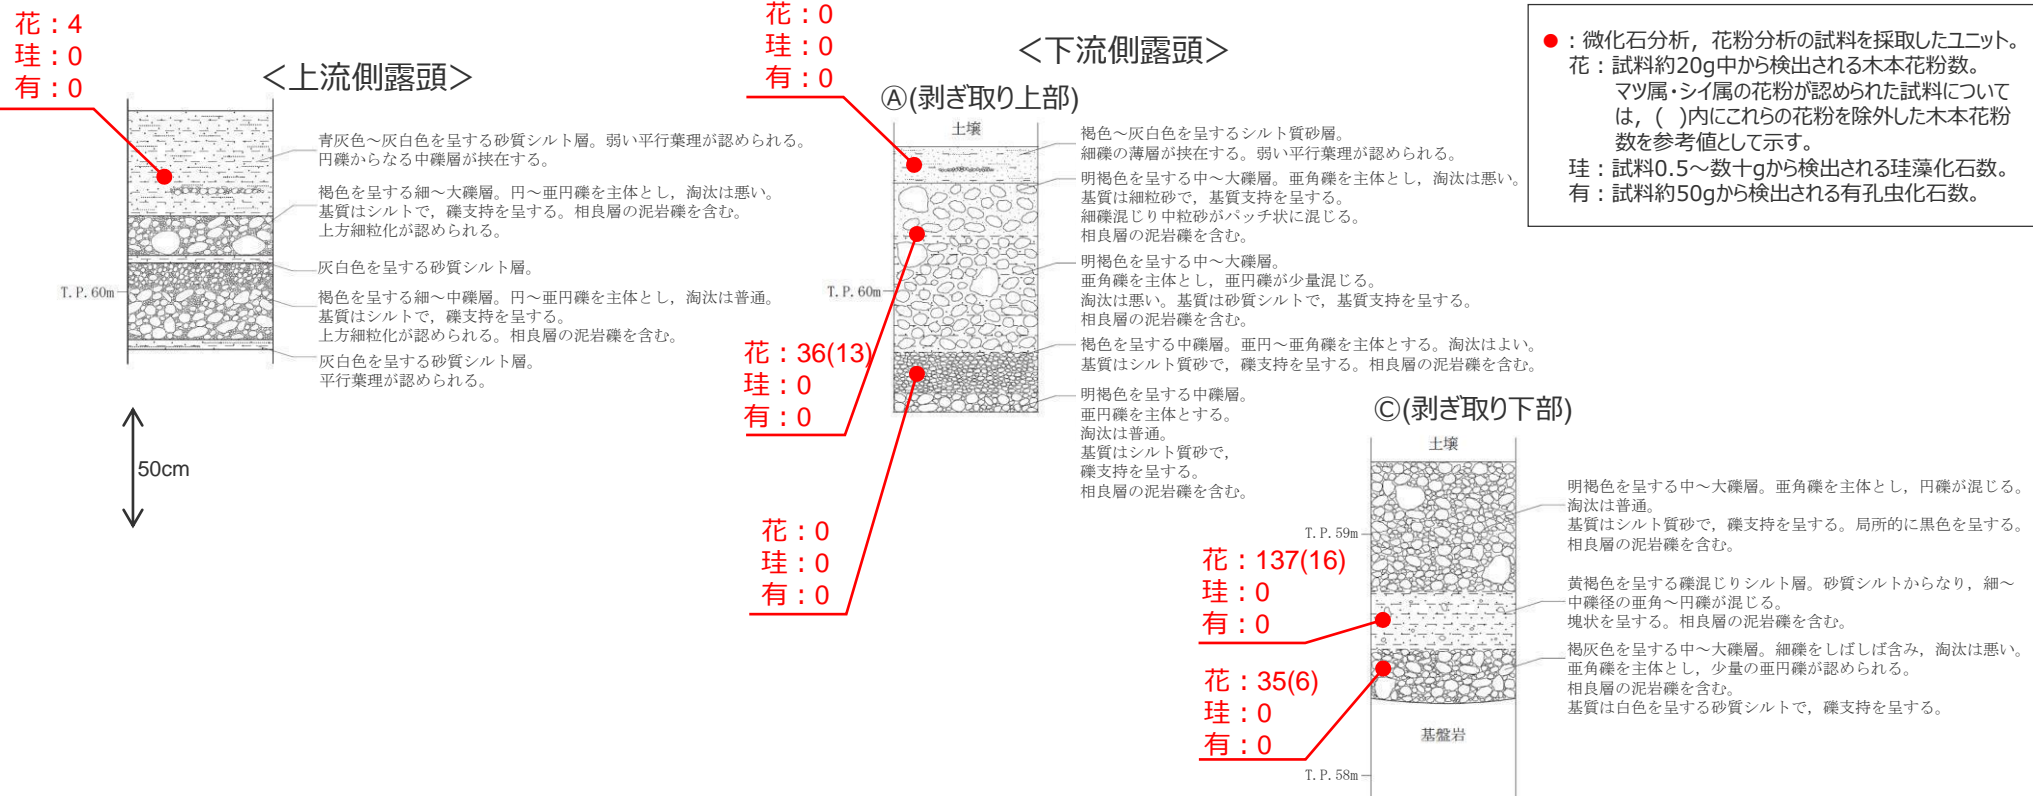 花：4
珪：0
有：0
＜上流側露頭＞
青灰色～灰白色を呈する砂質シルト層。弱い平行葉理が認められる。
円礫からなる中礫層が挟在する。
褐色を呈する細～大礫層。円～亜円礫を主体とし，淘汰は悪い。
基質はシルトで，礫支持を呈する。相良層の泥岩礫を含む。
上方細粒化が認められる。
灰白色を呈する砂質シルト層。
T.P.60m
褐色を呈する細～中礫層。円～亜円礫を主体とし，淘汰は普通。
基質はシルトで，礫支持を呈する。
上方細粒化が認められる。相良層の泥岩礫を含む。
灰白色を呈する砂質シルト層。
平行葉理が認められる。
50cm
花：0
珪：0
有：0
＜下流側露頭＞
Ⓐ(剥ぎ取り上部)
土壌
褐色～灰白色を呈するシルト質砂層。
細礫の薄層が挟在する。弱い平行葉理が認められる。
明褐色を呈する中～大礫層。亜角礫を主体とし，淘汰は悪い。
基質は細粒砂で，基質支持を呈する。
細礫混じり中粒砂がパッチ状に混じる。
相良層の泥岩礫を含む。
明褐色を呈する中～大礫層。
亜角礫を主体とし，亜円礫が少量混じる。
淘汰は悪い。基質は砂質シルトで，基質支持を呈する。
相良層の泥岩礫を含む。
T.P.60m
褐色を呈する中礫層。亜円～亜角礫を主体とする。淘汰はよい。
基質はシルト質砂で，礫支持を呈する。相良層の泥岩礫を含む。
明褐色を呈する中礫層。
亜円礫を主体とする。
淘汰は普通。
基質はシルト質砂で，
礫支持を呈する。
相良層の泥岩礫を含む。
花：36(13)
珪：0
有：0
花：0
珪：0
有：0
Ⓒ(剥ぎ取り下部)
土壌
明褐色を呈する中～大礫層。亜角礫を主体とし，円礫が混じる。
淘汰は普通。
基質はシルト質砂で，礫支持を呈する。局所的に黒色を呈する。
相良層の泥岩礫を含む。
T.P.59m
黄褐色を呈する礫混じりシルト層。砂質シルトからなり，細～
中礫径の亜角～円礫が混じる。
塊状を呈する。相良層の泥岩礫を含む。
褐灰色を呈する中～大礫層。細礫をしばしば含み，淘汰は悪い。
亜角礫を主体とし，少量の亜円礫が認められる。
相良層の泥岩礫を含む。
基質は白色を呈する砂質シルトで，礫支持を呈する。
花：137(16)
珪：0
有：0
花：35(6)
珪：0
有：0
基盤岩
T.P.58m
●：微化石分析，花粉分析の試料を採取したユニット。
花：試料約20g中から検出される木本花粉数。
マツ属・シイ属の花粉が認められた試料について
は，( )内にこれらの花粉を除外した木本花粉
数を参考値として示す。
珪：試料0.5～数十gから検出される珪藻化石数。
有：試料約50gから検出される有孔虫化石数。